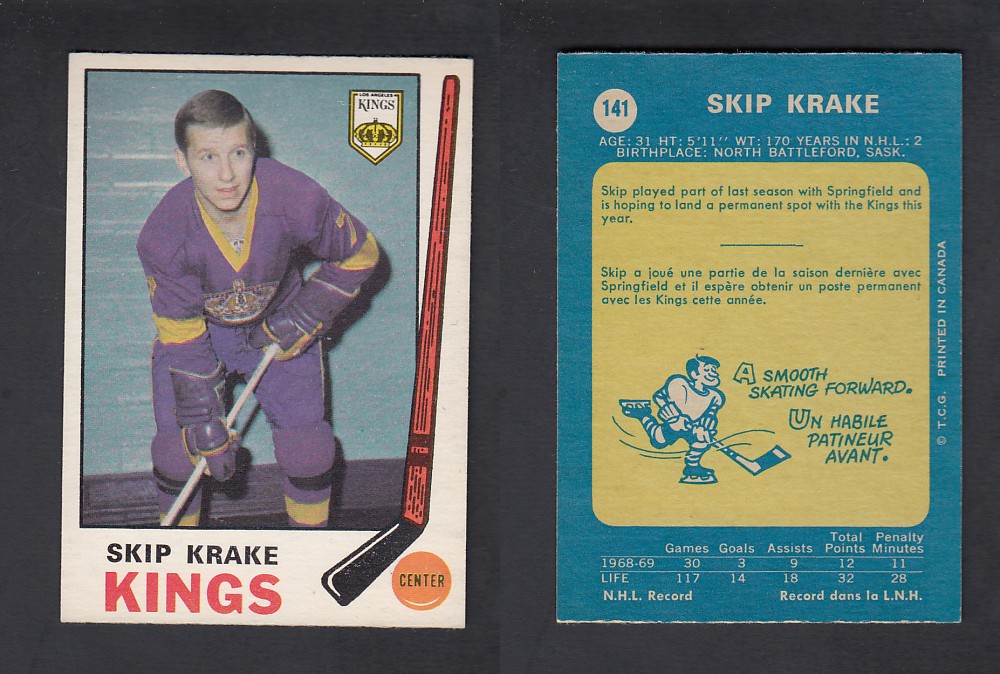 LOS ANGELES
KINGS
SKIP KRAKE
KINGS
CENTER
141
SKIP KRAKE
AGE: 31 HT: 5'11'' WT: 170 YEARS IN N.H.L.: 2
BIRTHPLACE: NORTH BATTLEFORD, SASK.
Skip played part of last season with Springfield and
is hoping to land a permanent spot with the Kings this
year.
Skip a joué une partie de la saison dernière avec
Springfield et il espère obtenir un poste permanent
avec les Kings cette année.
A SMOOTH
SKATING FORWARD.
UN HABILE
PATINEUR
AVANT.
© T.C.G. PRINTED IN CANADA
Games Goals Assists Total Points Penalty Minutes
1968-69 30 3 9 12 11
LIFE 117 14 18 32 28
N.H.L. Record Record dans la L.N.H.